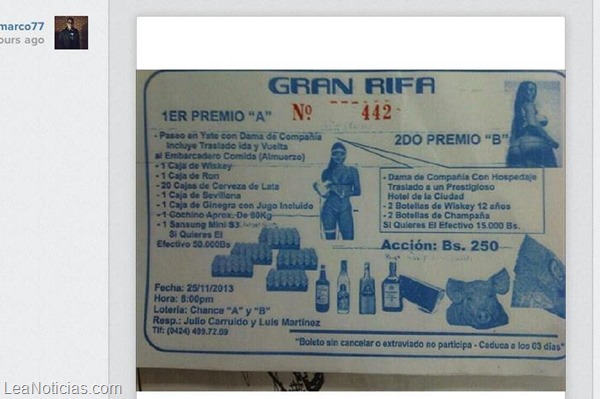 marco77
ours ago
GRAN RIFA
1ER PREMIO "A"
Nº 442
2DO PREMIO "B"
- Paseo en Yate con Dama de Compañia
Incluye Traslado Ida y Vuelta
al Embarcadero Comida (Almuerzo)
- 1 Caja de Wiskey
- 1 Caja de Ron
- 20 Cajas de Cerveza de Lata
- 1 Caja de Sevillana
- 1 Caja de Ginegra con Jugo Incluido
- 1 Cochino Aprox. De 80Kg
- 1 Sansung Mini S3
Si Quieres El
Efectivo 50.000Bs
- Dama de Compañía Con Hospedaje
Traslado a un Prestigioso
Hotel de la Ciudad
- 2 Botellas de Wiskey 12 años
- 2 Botellas de Champaña
Si Quieres El Efectivo 15.000 Bs.
Acción: Bs. 250
Fecha: 25/11/2013
Hora: 8:00pm
Lotería: Chance "A" y "B"
Resp.: Julio Carruido y Luis Martínez
Tlf: (0424) 499.72.09
"Boleto sin cancelar o extraviado no participa - Caduca a los 03 días"
LeaNoticias.com